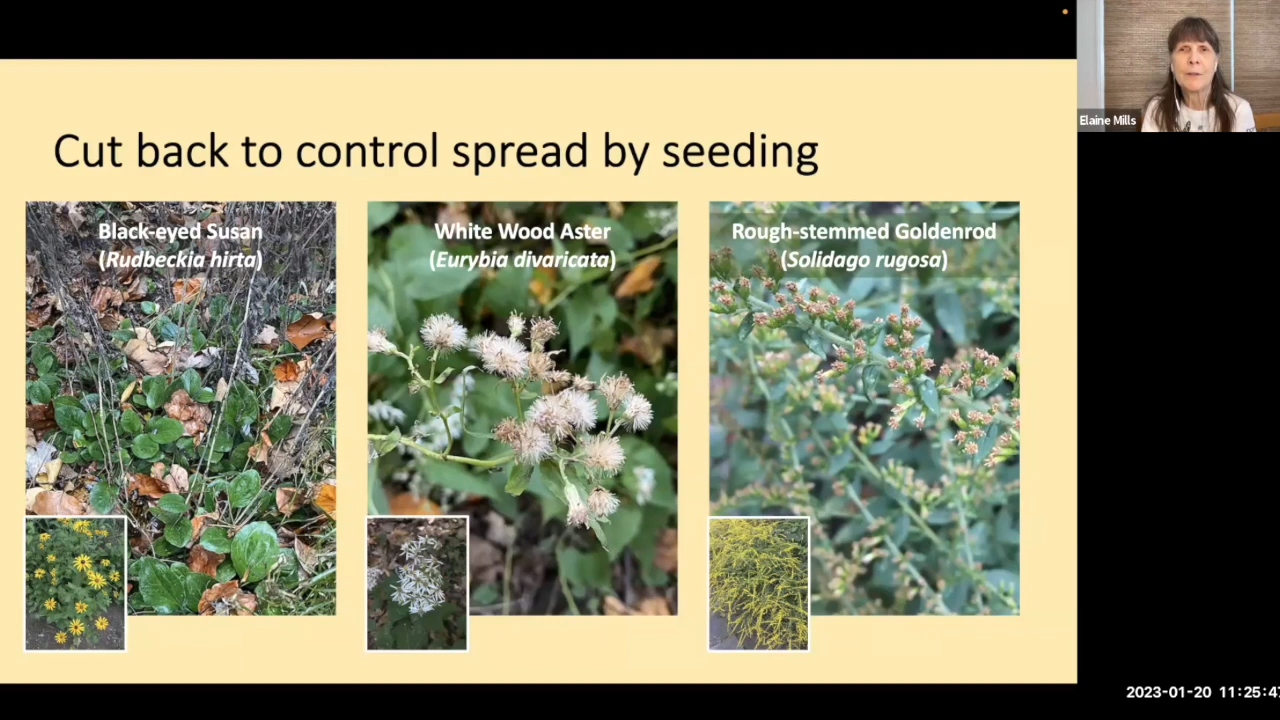 Elaine Mills
Cut back to control spread by seeding
Black-eyed Susan
(Rudbeckia hirta)
White Wood Aster
(Eurybia divaricata)
Rough-stemmed Goldenrod
(Solidago rugosa)
2023-01-20 11:25:47